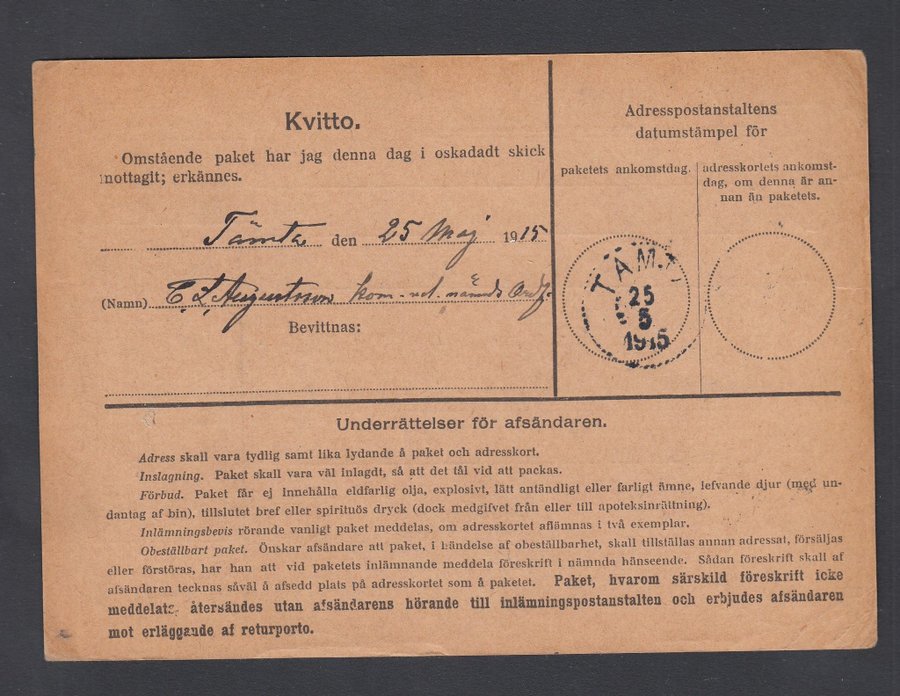 Kvitto.
Omstående paket har jag denna dag i oskadadt skick
mottagit; erkännes.
Tämta den 25 Maj 1915
(Namn) C. L. Augustsson kom.-ut.-nämnds Ordf.
Bevittnas:
Adresspostanstaltens
datumstämpel för
paketets ankomstdag.
adresskortets ankomst-
dag, om denna är an-
nan än paketets.
TÄMT
25
5
1915
Underrättelser för afsändaren.
Adress skall vara tydlig samt lika lydande å paket och adresskort.
Inslagning. Paket skall vara väl inlagdt, så att det tål vid att packas.
Förbud. Paket får ej innehålla eldfarlig olja, explosivt, lätt antändligt eller farligt ämne, lefvande djur (med un-
dantag af bin), tillslutet bref eller spirituös dryck (dock medgifvet från eller till apoteksinrättning).
Inlämningsbevis rörande vanligt paket meddelas, om adresskortet aflämnas i två exemplar.
Obeställbart paket. Önskar afsändare att paket, i händelse af obeställbarhet, skall tillställas annan adressat, försäljas
eller förstöras, har han att vid paketets inlämnande meddela föreskrift i nämnda hänseende. Sådan föreskrift skall af
afsändaren tecknas såväl å afsedd plats på adresskortet som å paketet. Paket, hvarom särskild föreskrift icke
meddelats, återsändes utan afsändarens hörande till inlämningspostanstalten och erbjudes afsändaren
mot erläggande af returporto.